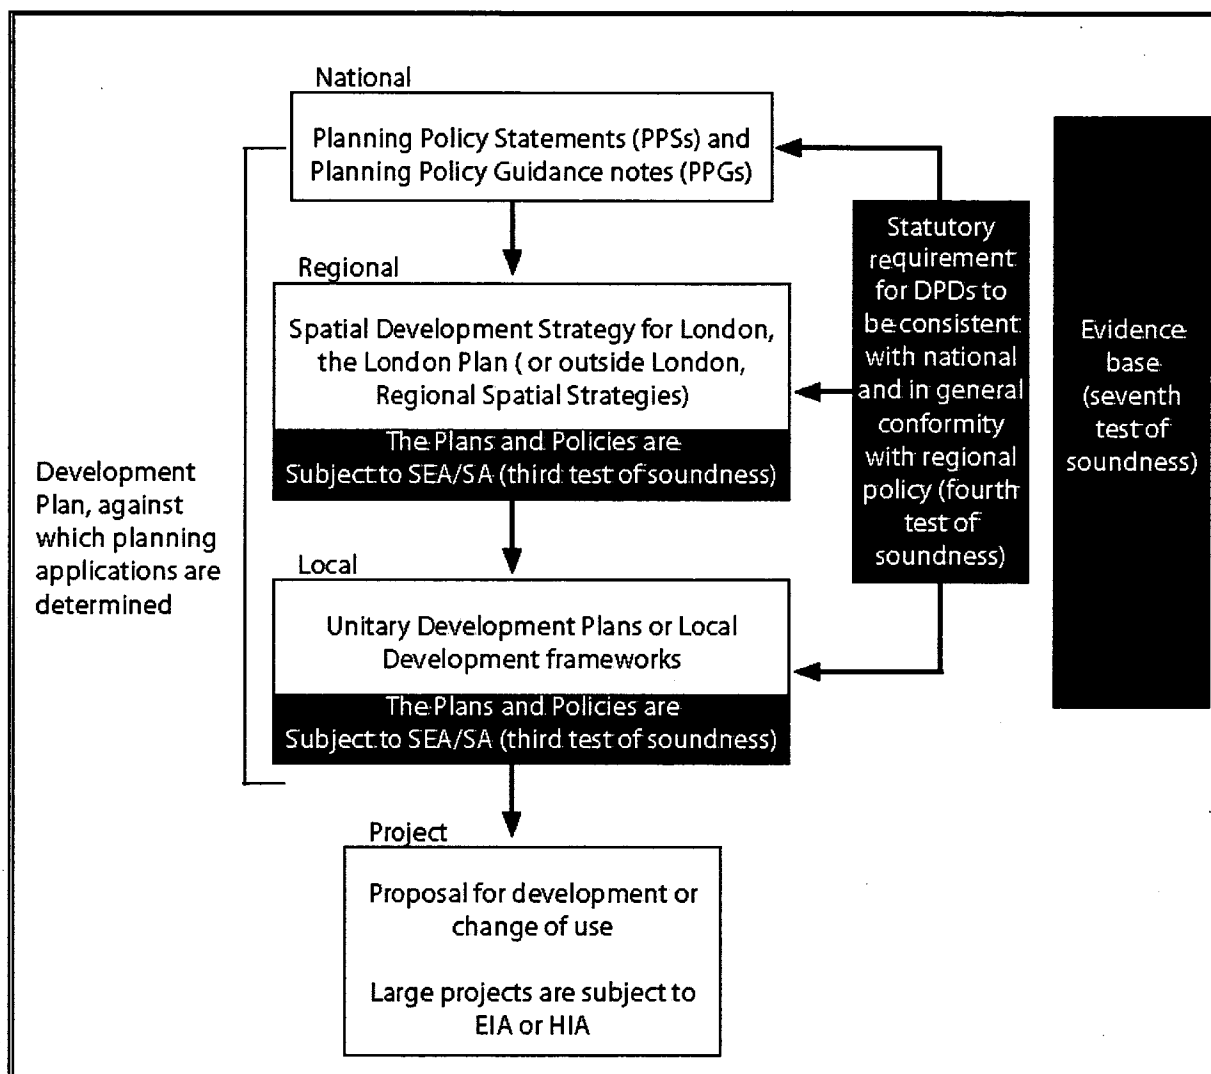 National
Planning Policy Statements (PPSs) and
Planning Policy Guidance notes (PPGs)
Regional
Spatial Development Strategy for London,
the London Plan ( or outside London,
Regional Spatial Strategies)
The Plans and Policies are
Subject to SEA/SA (third test of soundness)
Local
Unitary Development Plans or Local
Development frameworks
The Plans and Policies are
Subject to SEA/SA (third test of soundness)
Project
Proposal for development or
change of use
Large projects are subject to
EIA or HIA
Development
Plan, against
which planning
applications are
determined
Statutory
requirement
for DPDs to
be consistent
with national
and in general
conformity
with regional
policy (fourth
test of
soundness)
Evidence
base
(seventh
test of
soundness)